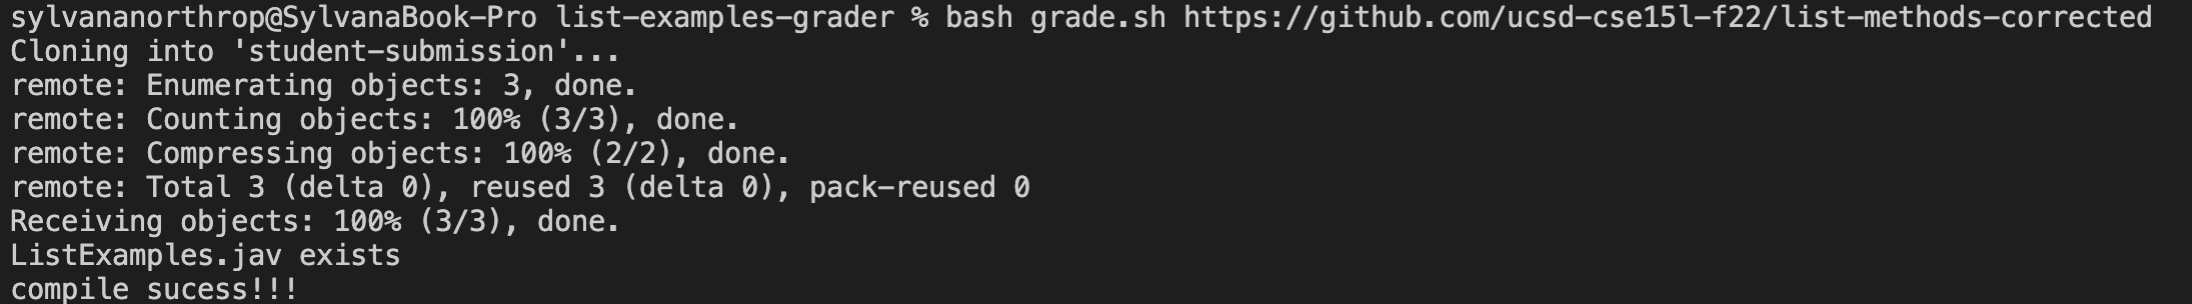 sylvananorthrop@SylvanaBook-Pro list-examples-grader % bash grade.sh https://github.com/ucsd-cse15l-f22/list-methods-corrected
Cloning into 'student-submission'...
remote: Enumerating objects: 3, done.
remote: Counting objects: 100% (3/3), done.
remote: Compressing objects: 100% (2/2), done.
remote: Total 3 (delta 0), reused 3 (delta 0), pack-reused 0
Receiving objects: 100% (3/3), done.
ListExamples.jav exists
compile sucess!!!